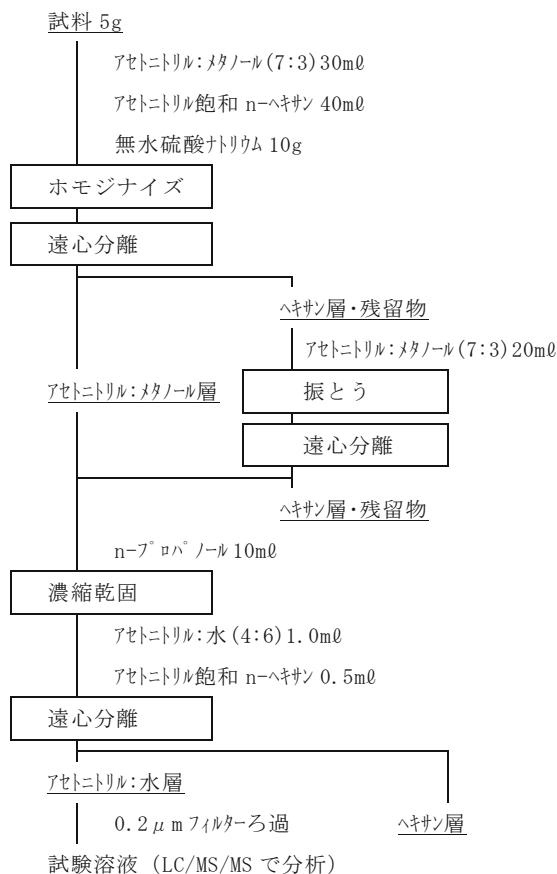 試料 5g
ｱｾﾄﾆﾄﾘﾙ:ﾒﾀﾉｰﾙ(7:3)30mℓ
ｱｾﾄﾆﾄﾘﾙ飽和 n-ﾍｷｻﾝ 40mℓ
無水硫酸ﾅﾄﾘｳﾑ 10g
ホモジナイズ
遠心分離
ﾍｷｻﾝ層･残留物
ｱｾﾄﾆﾄﾘﾙ:ﾒﾀﾉｰﾙ(7:3)20mℓ
ｱｾﾄﾆﾄﾘﾙ:ﾒﾀﾉｰﾙ層
振とう
遠心分離
ﾍｷｻﾝ層･残留物
n-ﾌﾟﾛﾊﾟﾉｰﾙ 10mℓ
濃縮乾固
ｱｾﾄﾆﾄﾘﾙ:水(4:6)1.0mℓ
ｱｾﾄﾆﾄﾘﾙ飽和 n-ﾍｷｻﾝ 0.5mℓ
遠心分離
ｱｾﾄﾆﾄﾘﾙ:水層
0.2μmﾌｨﾙﾀｰろ過
ﾍｷｻﾝ層
試験溶液 (LC/MS/MS で分析)